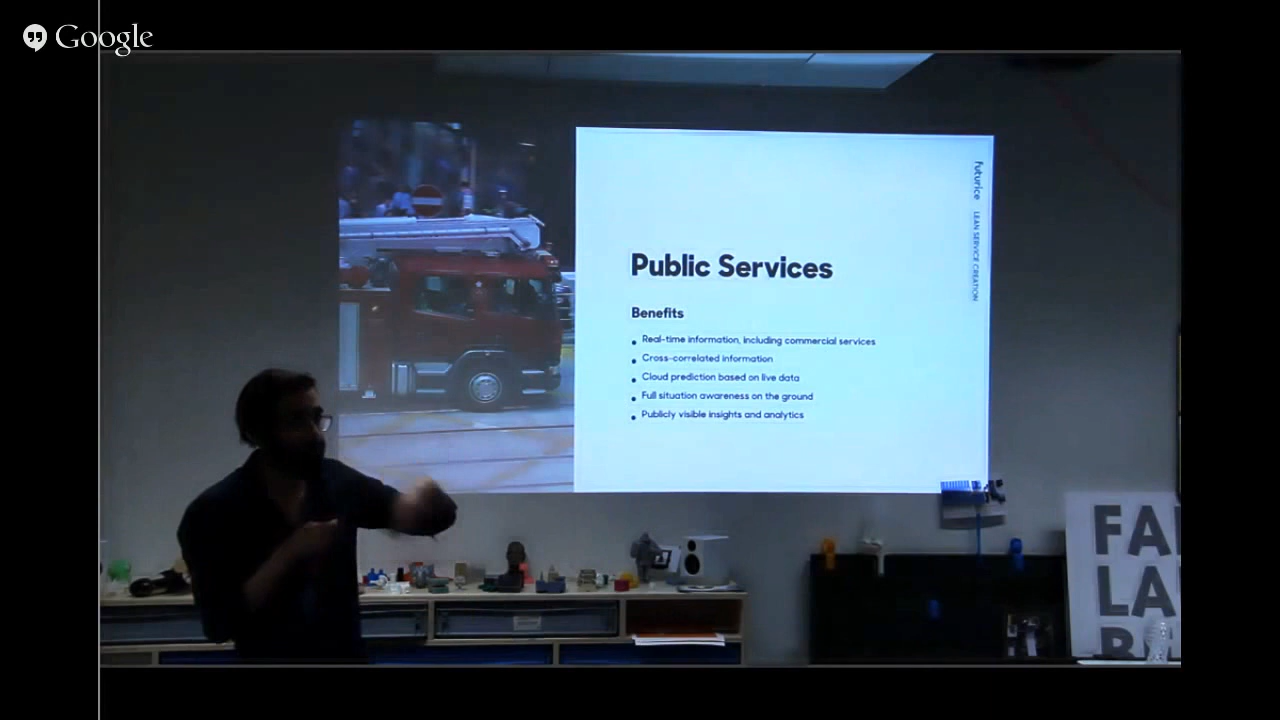 Google
futurice LEAN SERVICE CREATION
Public Services
Benefits
Real-time information, including commercial services
Cross-correlated information
Cloud prediction based on live data
Full situation awareness on the ground
Publicly visible insights and analytics
FA
LA